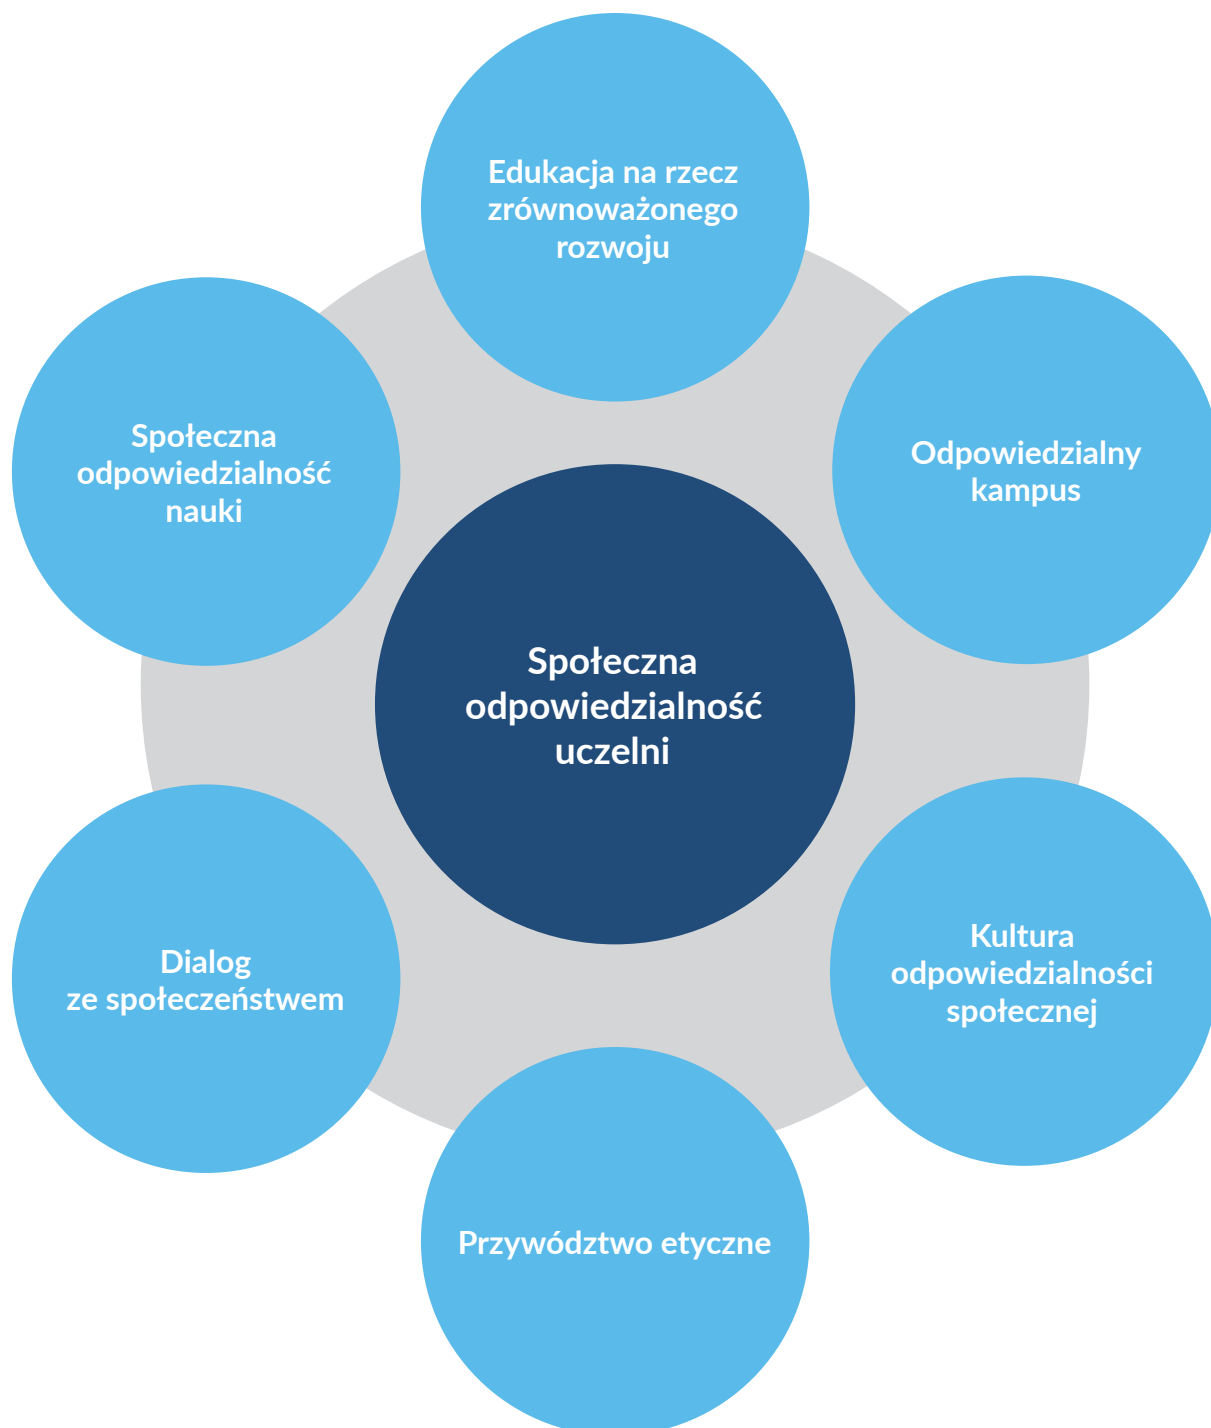 Edukacja na rzecz
zrównoważonego
rozwoju
Społeczna
odpowiedzialność
nauki
Odpowiedzialny
kampus
Społeczna
odpowiedzialność
uczelni
Dialog
ze społeczeństwem
Kultura
odpowiedzialności
społecznej
Przywództwo etyczne